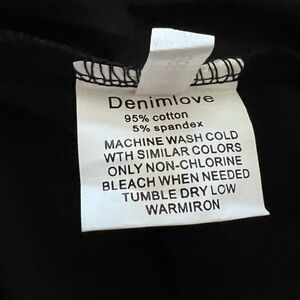 Denimlove
95% cotton
5% spandex
MACHINE WASH COLD
WTH SIMILAR COLORS
ONLY NON-CHLORINE
BLEACH WHEN NEEDED
TUMBLE DRY LOW
WARMIRON